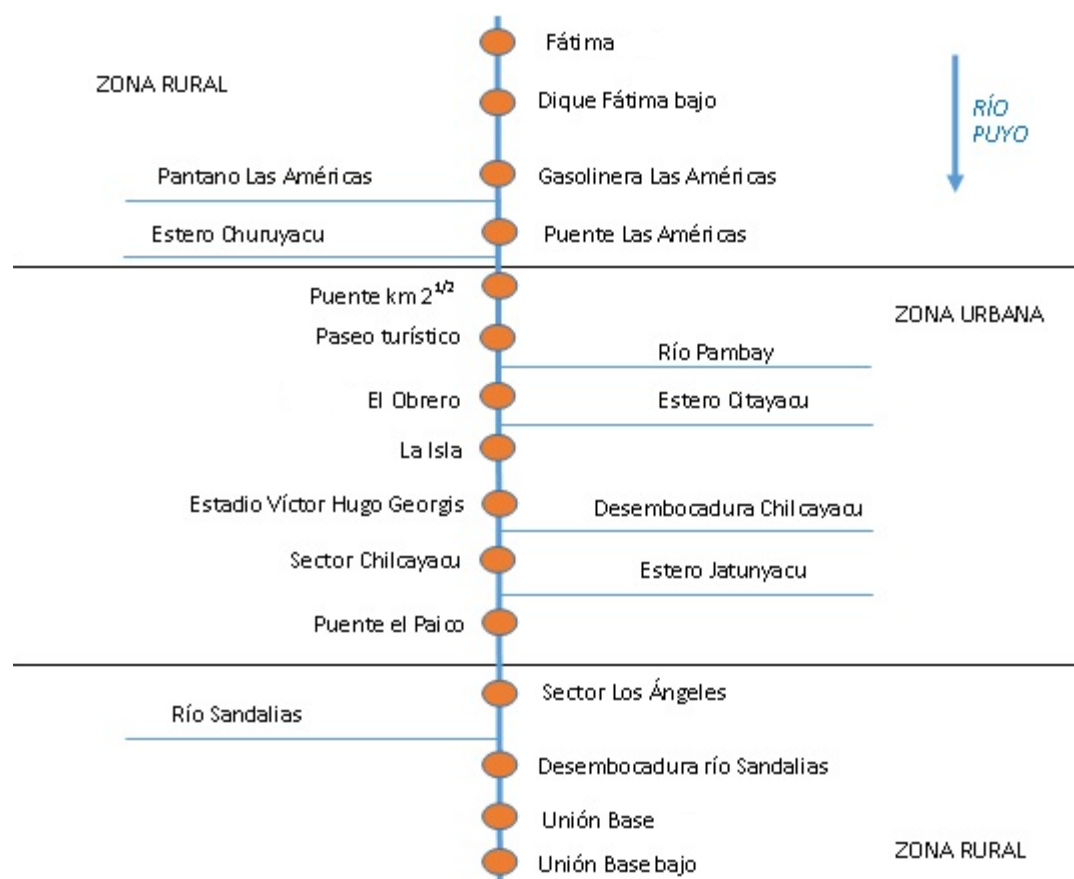 Fátima
ZONA RURAL
Dique Fátima bajo
RÍO
PUYO
Pantano Las Américas
Gasolinera Las Américas
Estero Churuyacu
Puente Las Américas
Puente km 2 1/2
ZONA URBANA
Paseo turístico
Río Pambay
El Obrero
Estero Citayacu
La Isla
Estadio Víctor Hugo Georgis
Desembocadura Chilcayacu
Sector Chilcayacu
Estero Jatunyacu
Puente el Paico
Sector Los Ángeles
Río Sandalias
Desembocadura río Sandalias
Unión Base
Unión Base bajo
ZONA RURAL